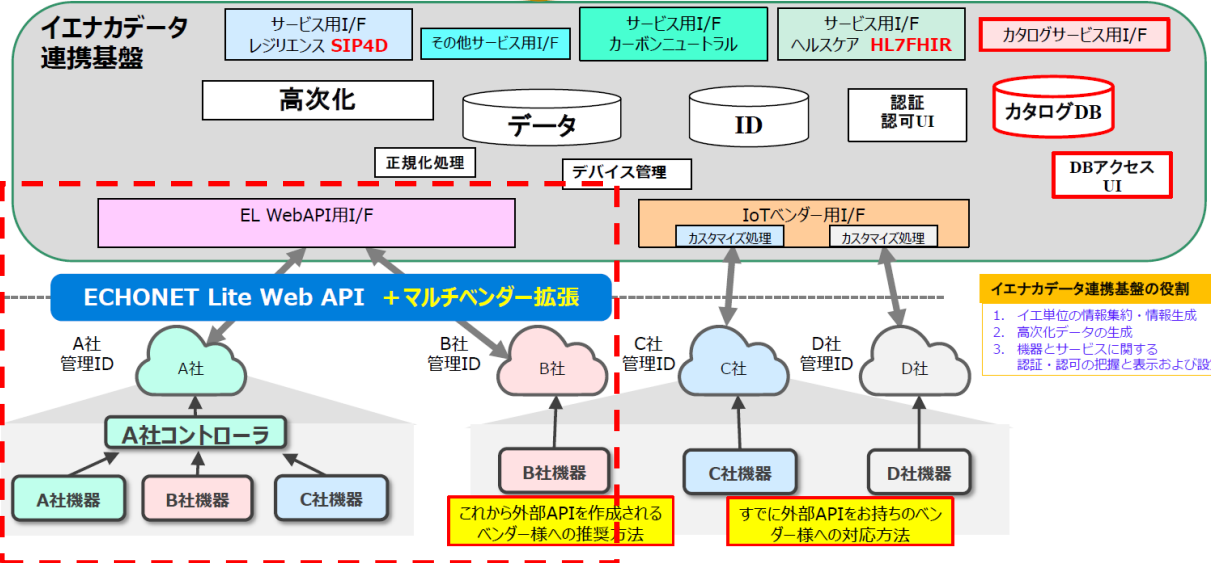 イエナカデータ
連携基盤
サービス用I/F
レジリエンス SIP4D
その他サービス用I/F
サービス用I/F
カーボンニュートラル
サービス用I/F
ヘルスケア HL7FHIR
カタログサービス用I/F
高次化
データ
ID
認証
認可UI
カタログDB
正規化処理
デバイス管理
DBアクセス
UI
EL WebAPI用I/F
IoTベンダー用I/F
カスタマイズ処理
カスタマイズ処理
ECHONET Lite Web API +マルチベンダー拡張
イエナカデータ連携基盤の役割
1. イエ単位の情報集約・情報生成
2. 高次化データの生成
3. 機器とサービスに関する
認証・認可の把握と表示および設
A社
管理ID
A社
B社
管理ID
B社
C社
管理ID
C社
D社
管理ID
D社
A社コントローラ
A社機器
B社機器
C社機器
B社機器
C社機器
D社機器
これから外部APIを作成される
ベンダー様への推奨方法
すでに外部APIをお持ちのベン
ダー様への対応方法